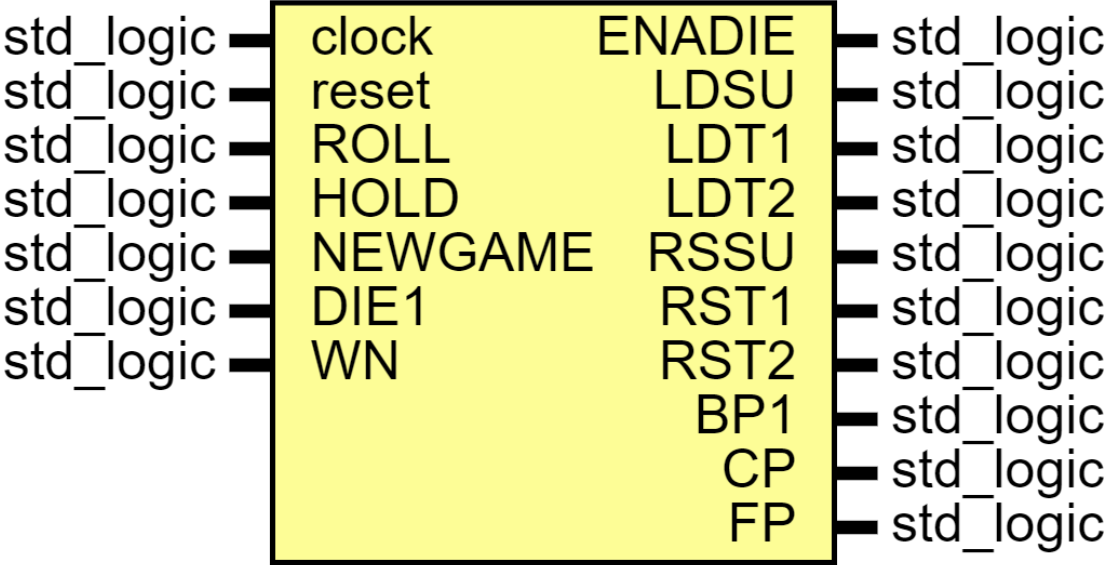 std_logic clock ENADIE std_logic
std_logic reset LDSU std_logic
std_logic ROLL LDT1 std_logic
std_logic HOLD LDT2 std_logic
std_logic NEWGAME RSSU std_logic
std_logic DIE1 RST1 std_logic
std_logic WN RST2 std_logic
BP1 std_logic
CP std_logic
FP std_logic